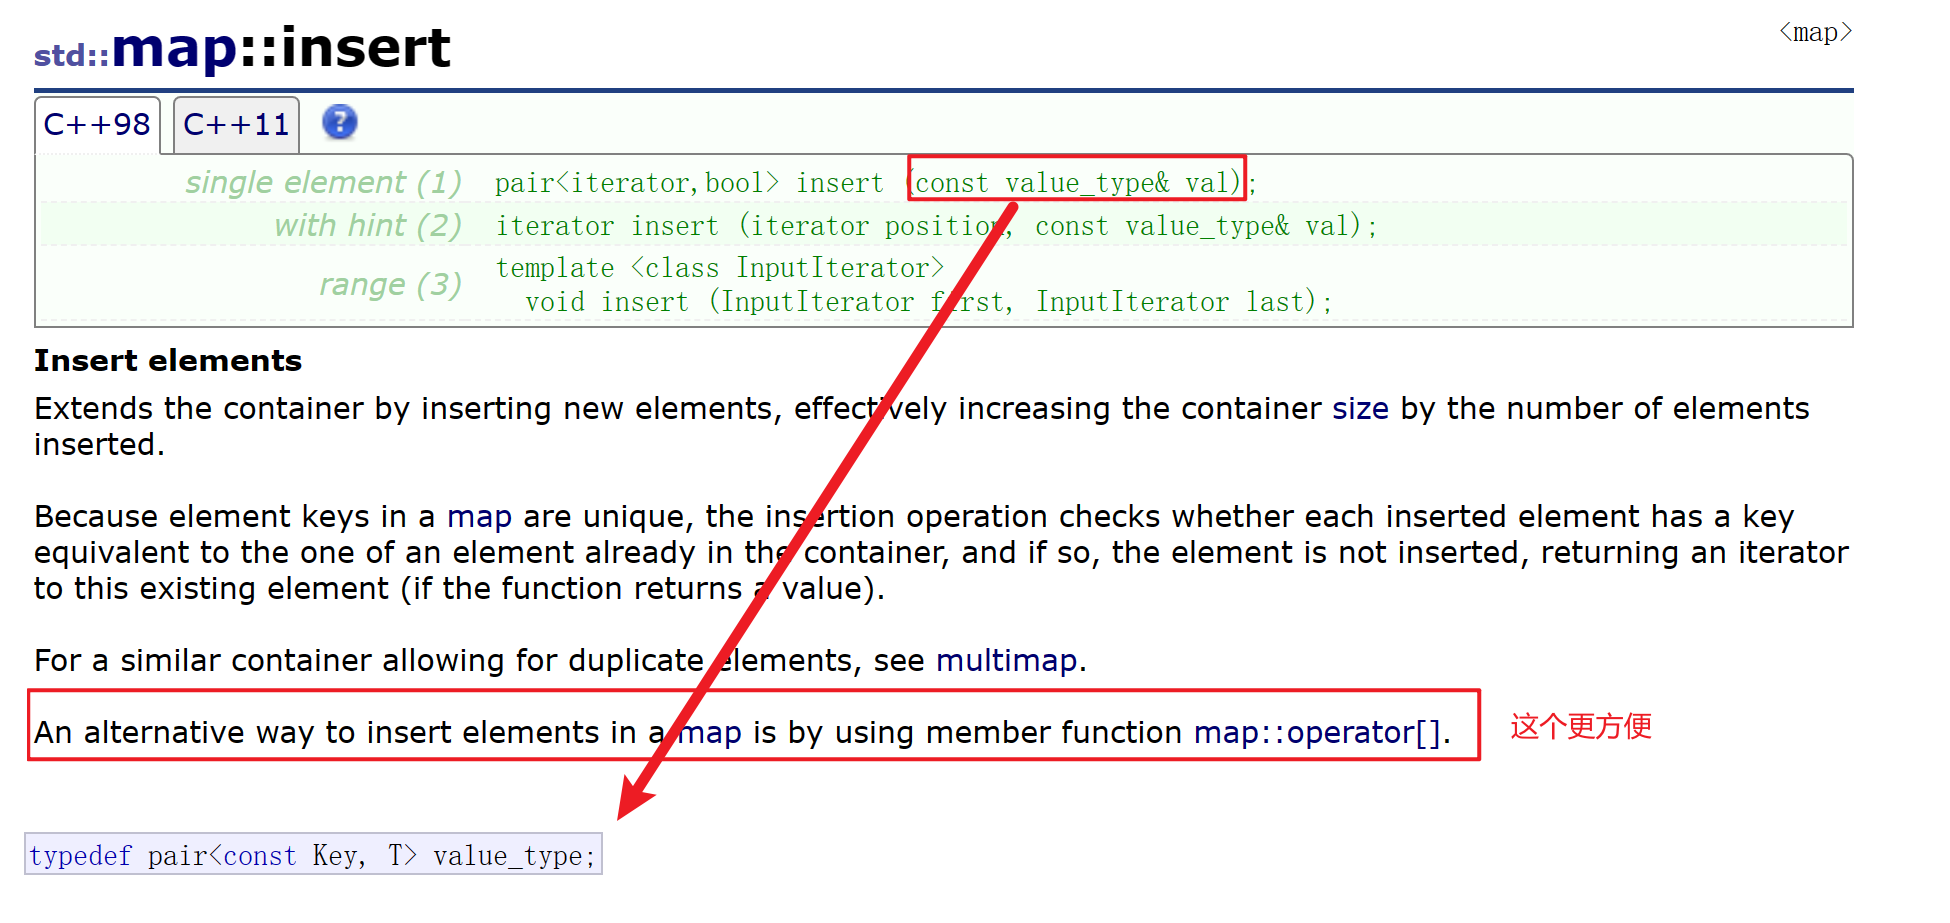 std::map::insert
<map>
C++98 C++11 ?
single element (1) pair<iterator,bool> insert (const value_type& val);
with hint (2) iterator insert (iterator position, const value_type& val);
range (3) template <class InputIterator>
void insert (InputIterator first, InputIterator last);
Insert elements
Extends the container by inserting new elements, effectively increasing the container size by the number of elements
inserted.
Because element keys in a map are unique, the insertion operation checks whether each inserted element has a key
equivalent to the one of an element already in the container, and if so, the element is not inserted, returning an iterator
to this existing element (if the function returns a value).
For a similar container allowing for duplicate elements, see multimap.
An alternative way to insert elements in a map is by using member function map::operator[].
这个更方便
typedef pair<const Key, T> value_type;